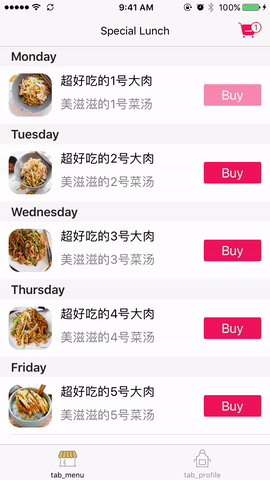 9:41 AM
100%
Special Lunch
1
Monday
超好吃的1号大肉
美滋滋的1号菜汤
Buy
Tuesday
超好吃的2号大肉
美滋滋的2号菜汤
Buy
Wednesday
超好吃的3号大肉
美滋滋的3号菜汤
Buy
Thursday
超好吃的4号大肉
美滋滋的4号菜汤
Buy
Friday
超好吃的5号大肉
美滋滋的5号菜汤
Buy
tab_menu
tab_profile